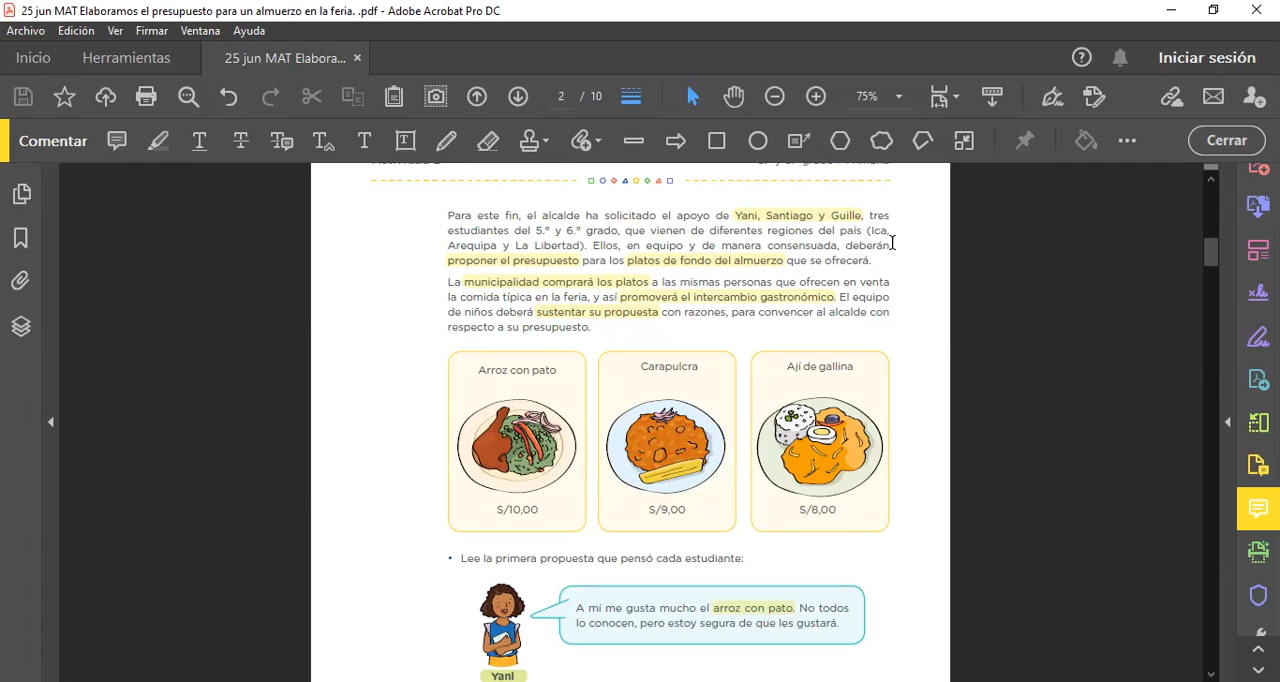 25 jun MAT Elaboramos el presupuesto para un almuerzo en la feria. .pdf - Adobe Acrobat Pro DC
Archivo Edición Ver Firmar Ventana Ayuda
Inicio Herramientas 25 jun MAT Elabora... × Iniciar sesión
2 / 10 75%
Comentar Cerrar
Para este fin, el alcalde ha solicitado el apoyo de Yani, Santiago y Guille, tres
estudiantes del 5.° y 6.° grado, que vienen de diferentes regiones del país (Ica,
Arequipa y La Libertad). Ellos, en equipo y de manera consensuada, deberán
proponer el presupuesto para los platos de fondo del almuerzo que se ofrecerá.
La municipalidad comprará los platos a las mismas personas que ofrecen en venta
la comida típica en la feria, y así promoverá el intercambio gastronómico. El equipo
de niños deberá sustentar su propuesta con razones, para convencer al alcalde con
respecto a su presupuesto.
Arroz con pato Carapulcra Ají de gallina
S/10,00 S/9,00 S/8,00
• Lee la primera propuesta que pensó cada estudiante:
A mí me gusta mucho el arroz con pato. No todos
lo conocen, pero estoy segura de que les gustará.
Yani